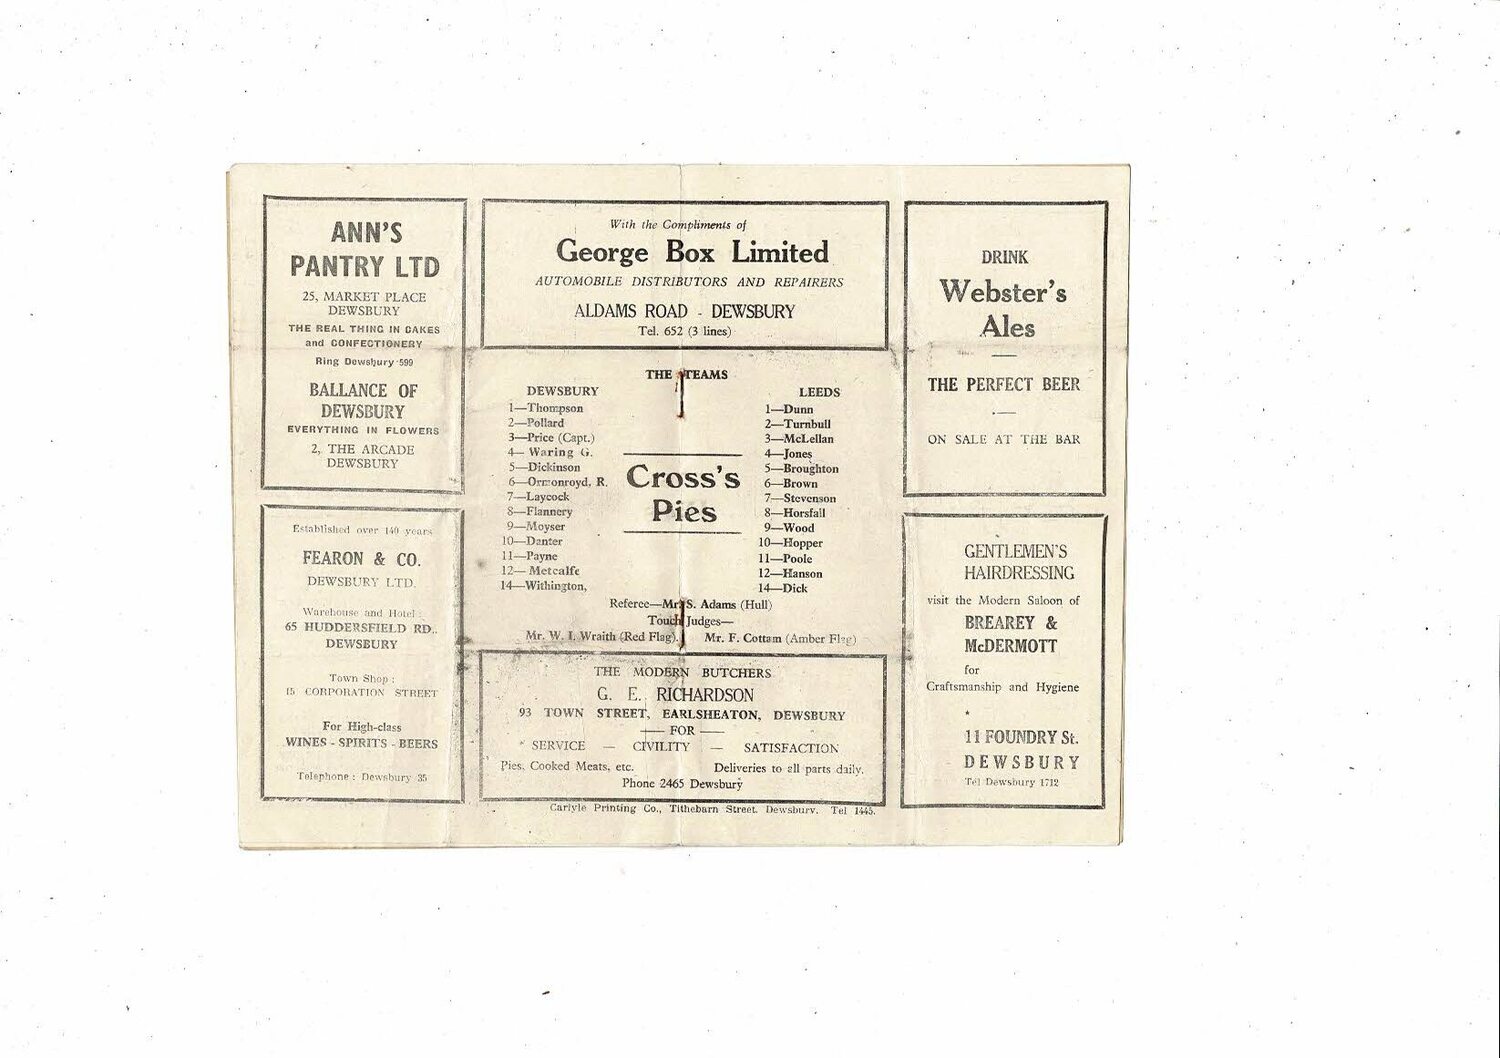 ANN'S
PANTRY LTD
25, MARKET PLACE
DEWSBURY
THE REAL THING IN CAKES
and CONFECTIONERY
Ring Dewsbury 599
BALLANCE OF
DEWSBURY
EVERYTHING IN FLOWERS
2, THE ARCADE
DEWSBURY
Established over 140 years
FEARON & CO.
DEWSBURY LTD.
Warehouse and Hotel :
65 HUDDERSFIELD RD..
DEWSBURY
Town Shop :
15 CORPORATION STREET
For High-class
WINES - SPIRITS - BEERS
Telephone : Dewsbury 35
With the Compliments of
George Box Limited
AUTOMOBILE DISTRIBUTORS AND REPAIRERS
ALDAMS ROAD - DEWSBURY
Tel. 652 (3 lines)
THE TEAMS
DEWSBURY
1—Thompson
2—Pollard
3—Price (Capt.)
4— Waring G.
5—Dickinson
6—Ormonroyd, R.
7—Laycock
8—Flannery
9—Moyser
10—Danter
11—Payne
12— Metcalfe
14—Withington,
Cross's
Pies
LEEDS
1—Dunn
2—Turnbull
3—McLellan
4—Jones
5—Broughton
6—Brown
7—Stevenson
8—Horsfall
9—Wood
10—Hopper
11—Poole
12—Hanson
14—Dick
Referee—Mr. S. Adams (Hull)
Touch Judges—
Mr. W. I. Wraith (Red Flag). Mr. F. Cottam (Amber Flag)
THE MODERN BUTCHERS
G. E. RICHARDSON
93 TOWN STREET, EARLSHEATON, DEWSBURY
— FOR —
SERVICE — CIVILITY — SATISFACTION
Pies, Cooked Meats, etc. Deliveries to all parts daily.
Phone 2465 Dewsbury
Carlyle Printing Co., Tithebarn Street. Dewsbury. Tel 1445.
DRINK
Webster's
Ales
THE PERFECT BEER
ON SALE AT THE BAR
GENTLEMEN'S
HAIRDRESSING
visit the Modern Saloon of
BREAREY &
McDERMOTT
for
Craftsmanship and Hygiene
*
11 FOUNDRY St.
DEWSBURY
Tel Dewsbury 1712